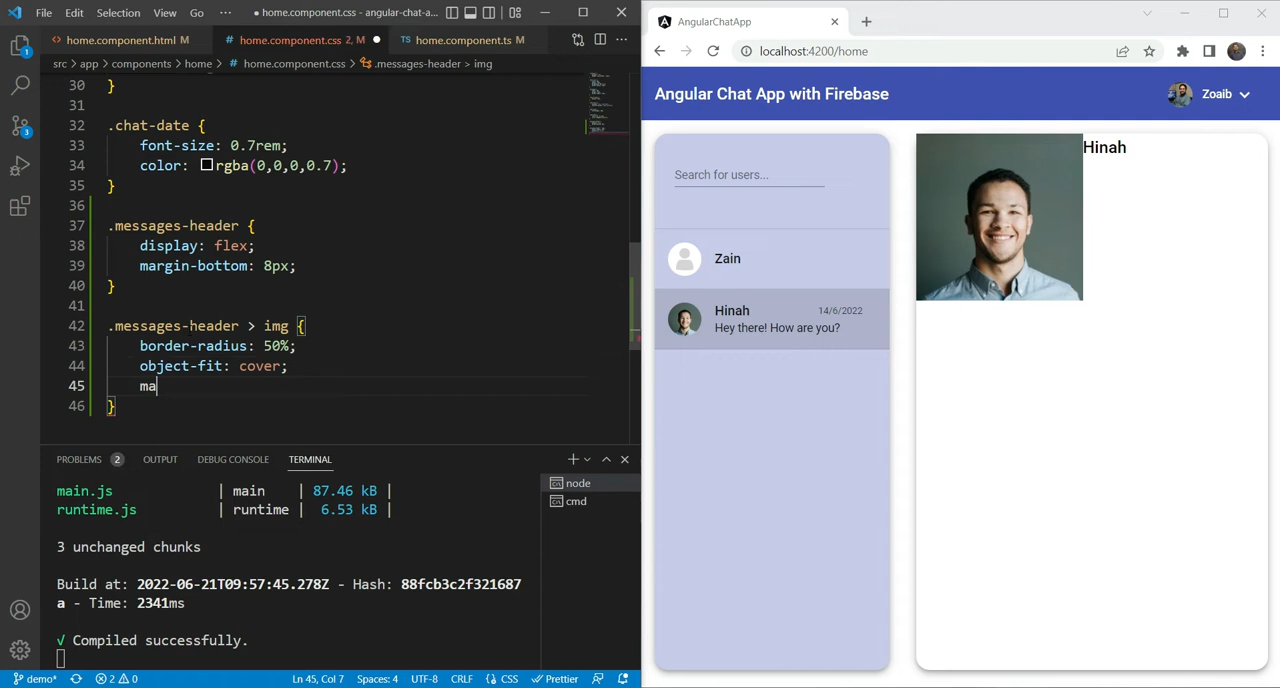 File Edit Selection View Go ··· ● home.component.css - angular-chat-a...
home.component.html M # home.component.css 2, M ● TS home.component.ts M
src > app > components > home > # home.component.css > .messages-header > img
30 }
31
32 .chat-date {
33 font-size: 0.7rem;
34 color: rgba(0,0,0,0.7);
35 }
36
37 .messages-header {
38 display: flex;
39 margin-bottom: 8px;
40 }
41
42 .messages-header > img {
43 border-radius: 50%;
44 object-fit: cover;
45 ma
46 }
PROBLEMS 2 OUTPUT DEBUG CONSOLE TERMINAL
main.js | main | 87.46 kB |
runtime.js | runtime | 6.53 kB |
3 unchanged chunks
Build at: 2022-06-21T09:57:45.278Z - Hash: 88fcb3c2f321687
a - Time: 2341ms
√ Compiled successfully.
node
cmd
1
3
demo* 2 0 Ln 45, Col 7 Spaces: 4 UTF-8 CRLF {} CSS Prettier
AngularChatApp
localhost:4200/home
Angular Chat App with Firebase
Zoaib
Search for users...
Zain
Hinah 14/6/2022
Hey there! How are you?
Hinah